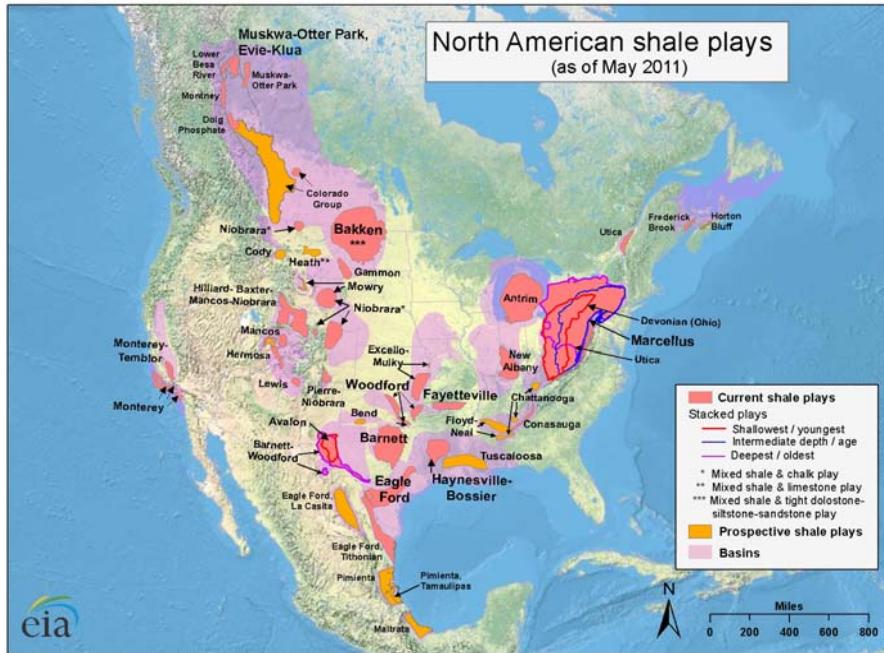 North American shale plays
(as of May 2011)
Muskwa-Otter Park,
Evie-Klua
Lower
Besa
River
Muskwa-
Otter Park
Montney
Doig
Phosphate
Colorado
Group
Niobrara*
Bakken
***
Cody
Heath**
Gammon
Mowry
Hilliard- Baxter-
Mancos-Niobrara
Niobrara*
Mancos
Hermosa
Monterey-
Temblor
Monterey
Lewis
Pierre-
Niobrara
Excello-
Mulky
Woodford
Fayetteville
Bend
Avalon
Barnett-
Woodford
Barnett
Eagle
Ford
Haynesville-
Bossier
Tuscaloosa
Floyd-
Neal
Conasauga
Chattanooga
New
Albany
Antrim
Devonian (Ohio)
Marcellus
Utica
Utica
Frederick
Brook
Horton
Bluff
Eagle Ford,
La Casita
Eagle Ford,
Tithonian
Pimienta
Pimienta,
Tamaulipas
Maltrata
Current shale plays
Stacked plays
Shallowest / youngest
Intermediate depth / age
Deepest / oldest
* Mixed shale & chalk play
** Mixed shale & limestone play
*** Mixed shale & tight dolostone-
siltstone-sandstone play
Prospective shale plays
Basins
N
Miles
0 200 400 600 800
eia